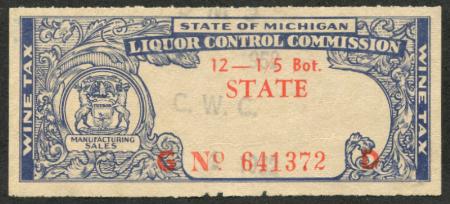 STATE OF MICHIGAN
LIQUOR CONTROL COMMISSION
WINE TAX
WINE TAX
12—1/5 Bot.
STATE
C. W. C.
TUEBOR
MANUFACTURING
SALES
G Nº 641372 D